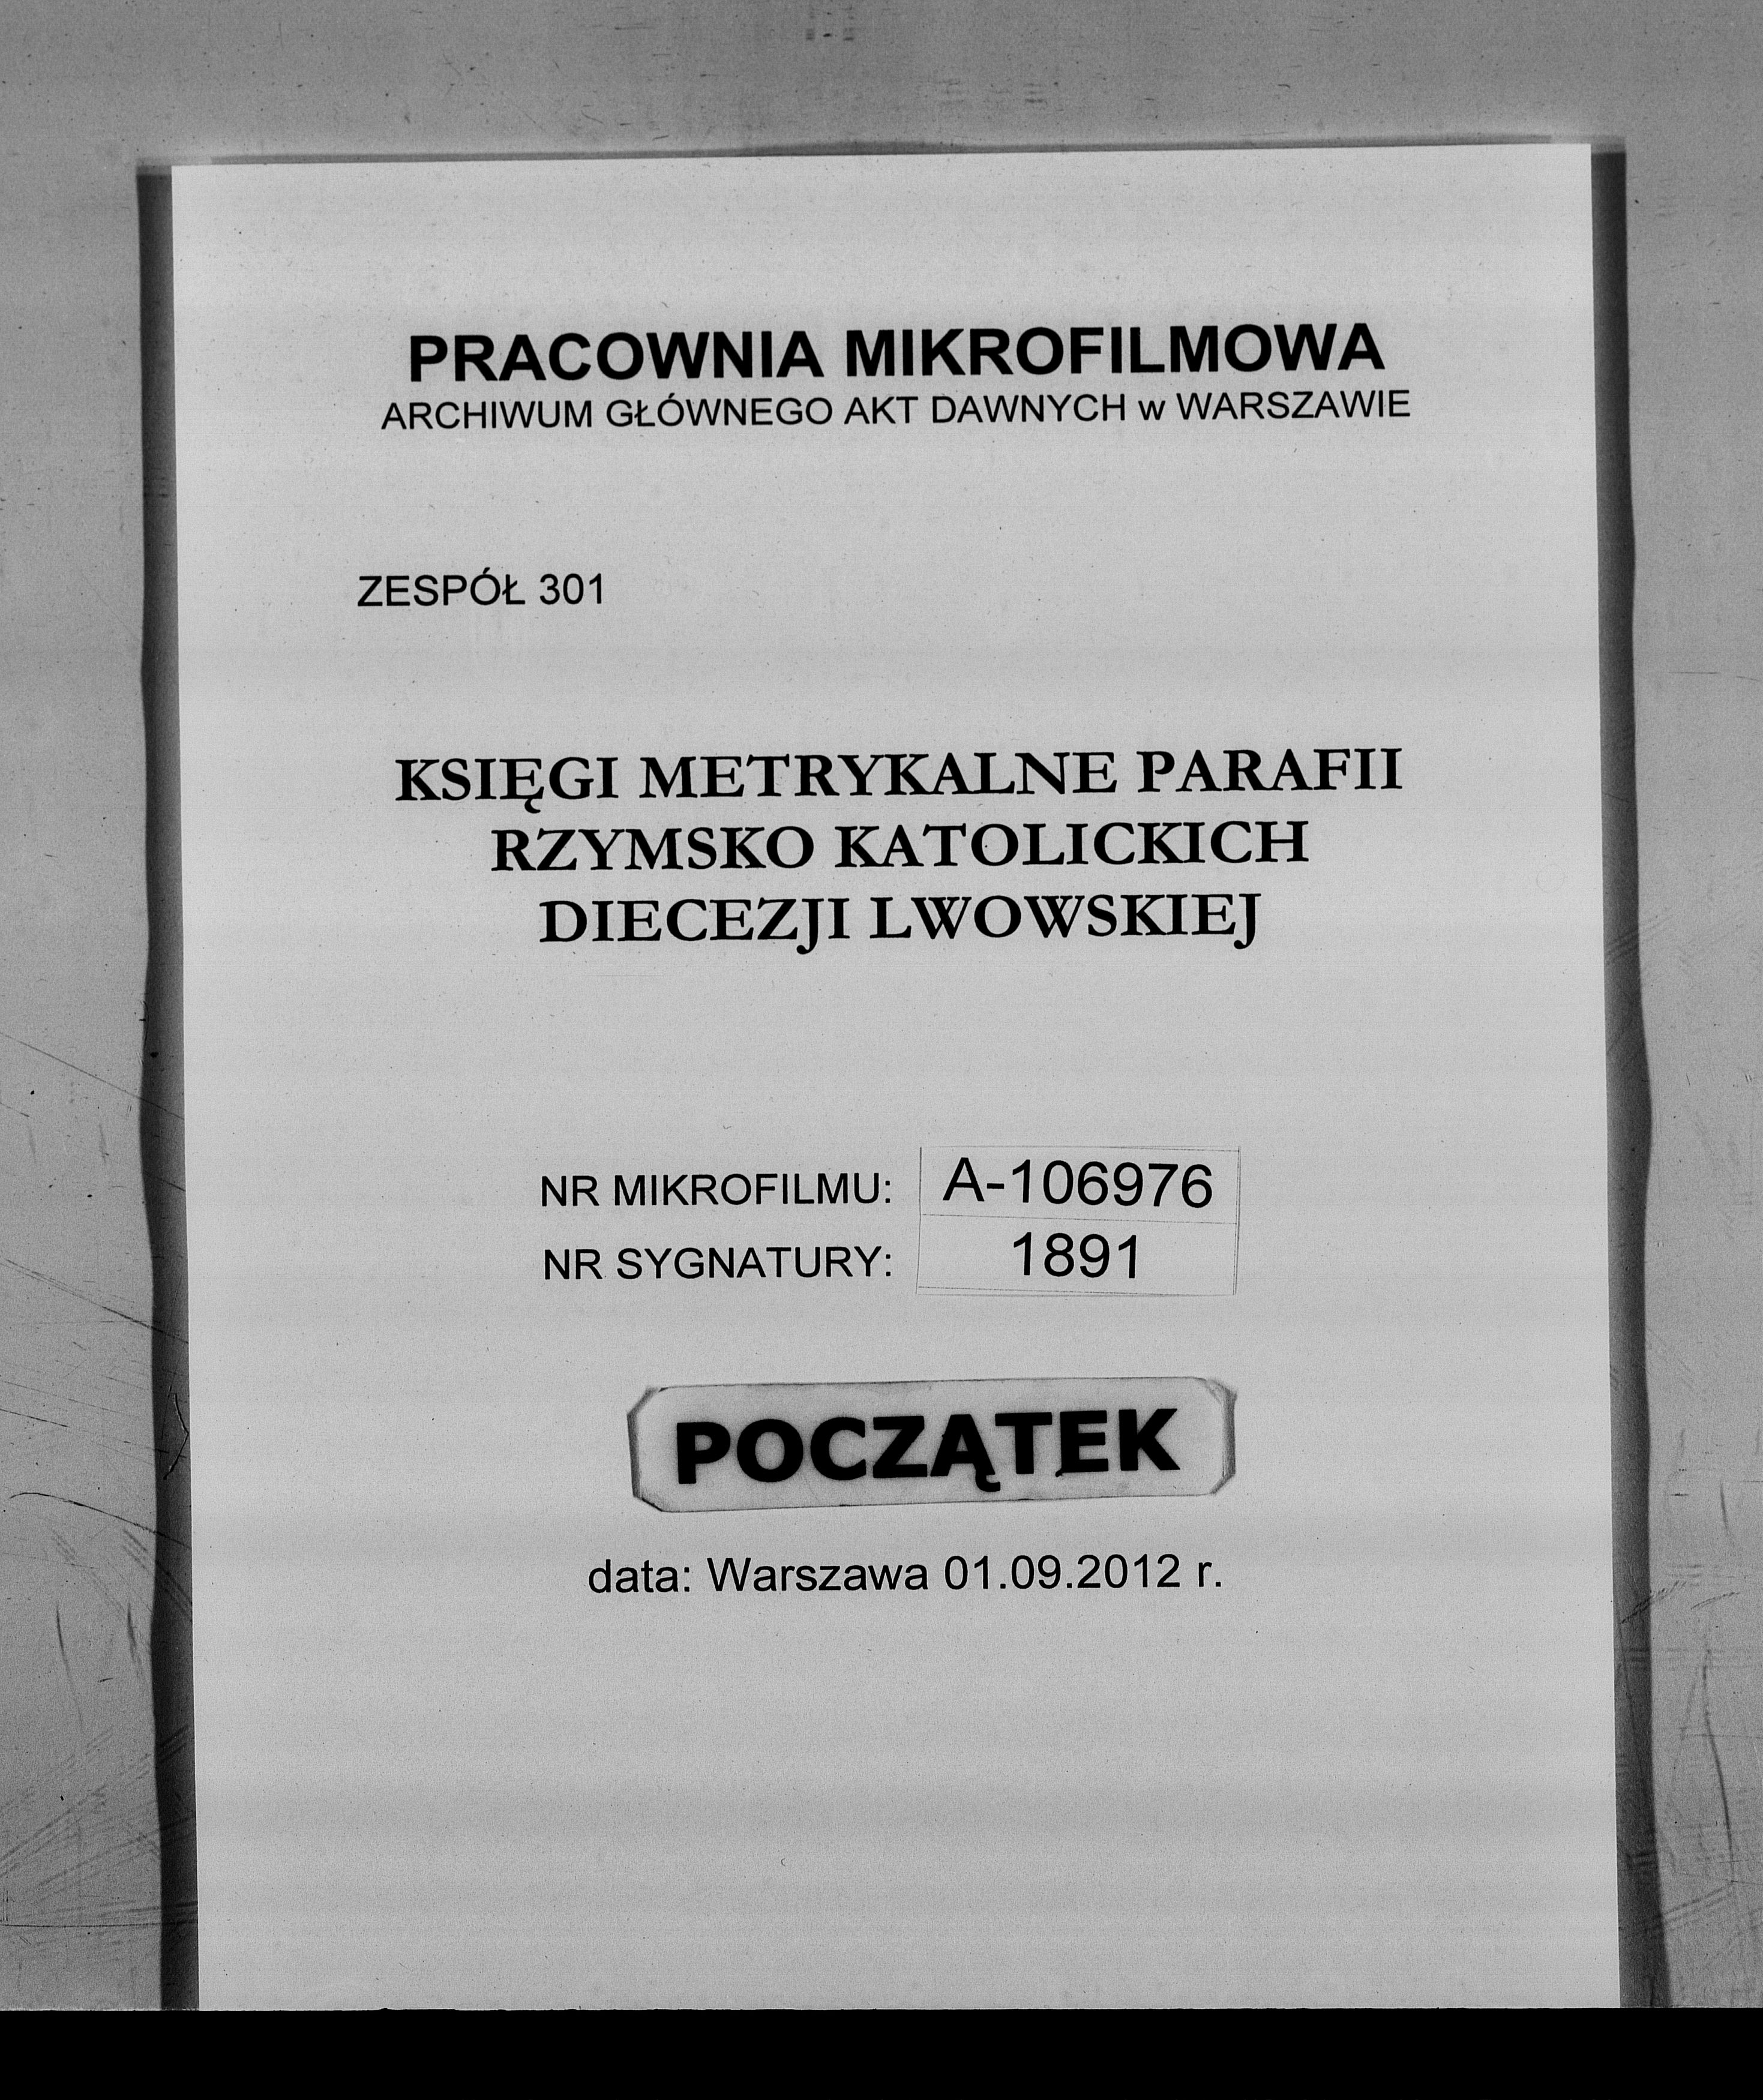 PRACOWNIA MIKROFILMOWA
ARCHIWUM GŁÓWNEGO AKT DAWNYCH w WARSZAWIE
ZESPÓŁ 301
KSIĘGI METRYKALNE PARAFII
RZYMSKO KATOLICKICH
DIECEZJI LWOWSKIEJ
NR MIKROFILMU: A-106976
NR SYGNATURY: 1891
POCZĄTEK
data: Warszawa 01.09.2012 r.